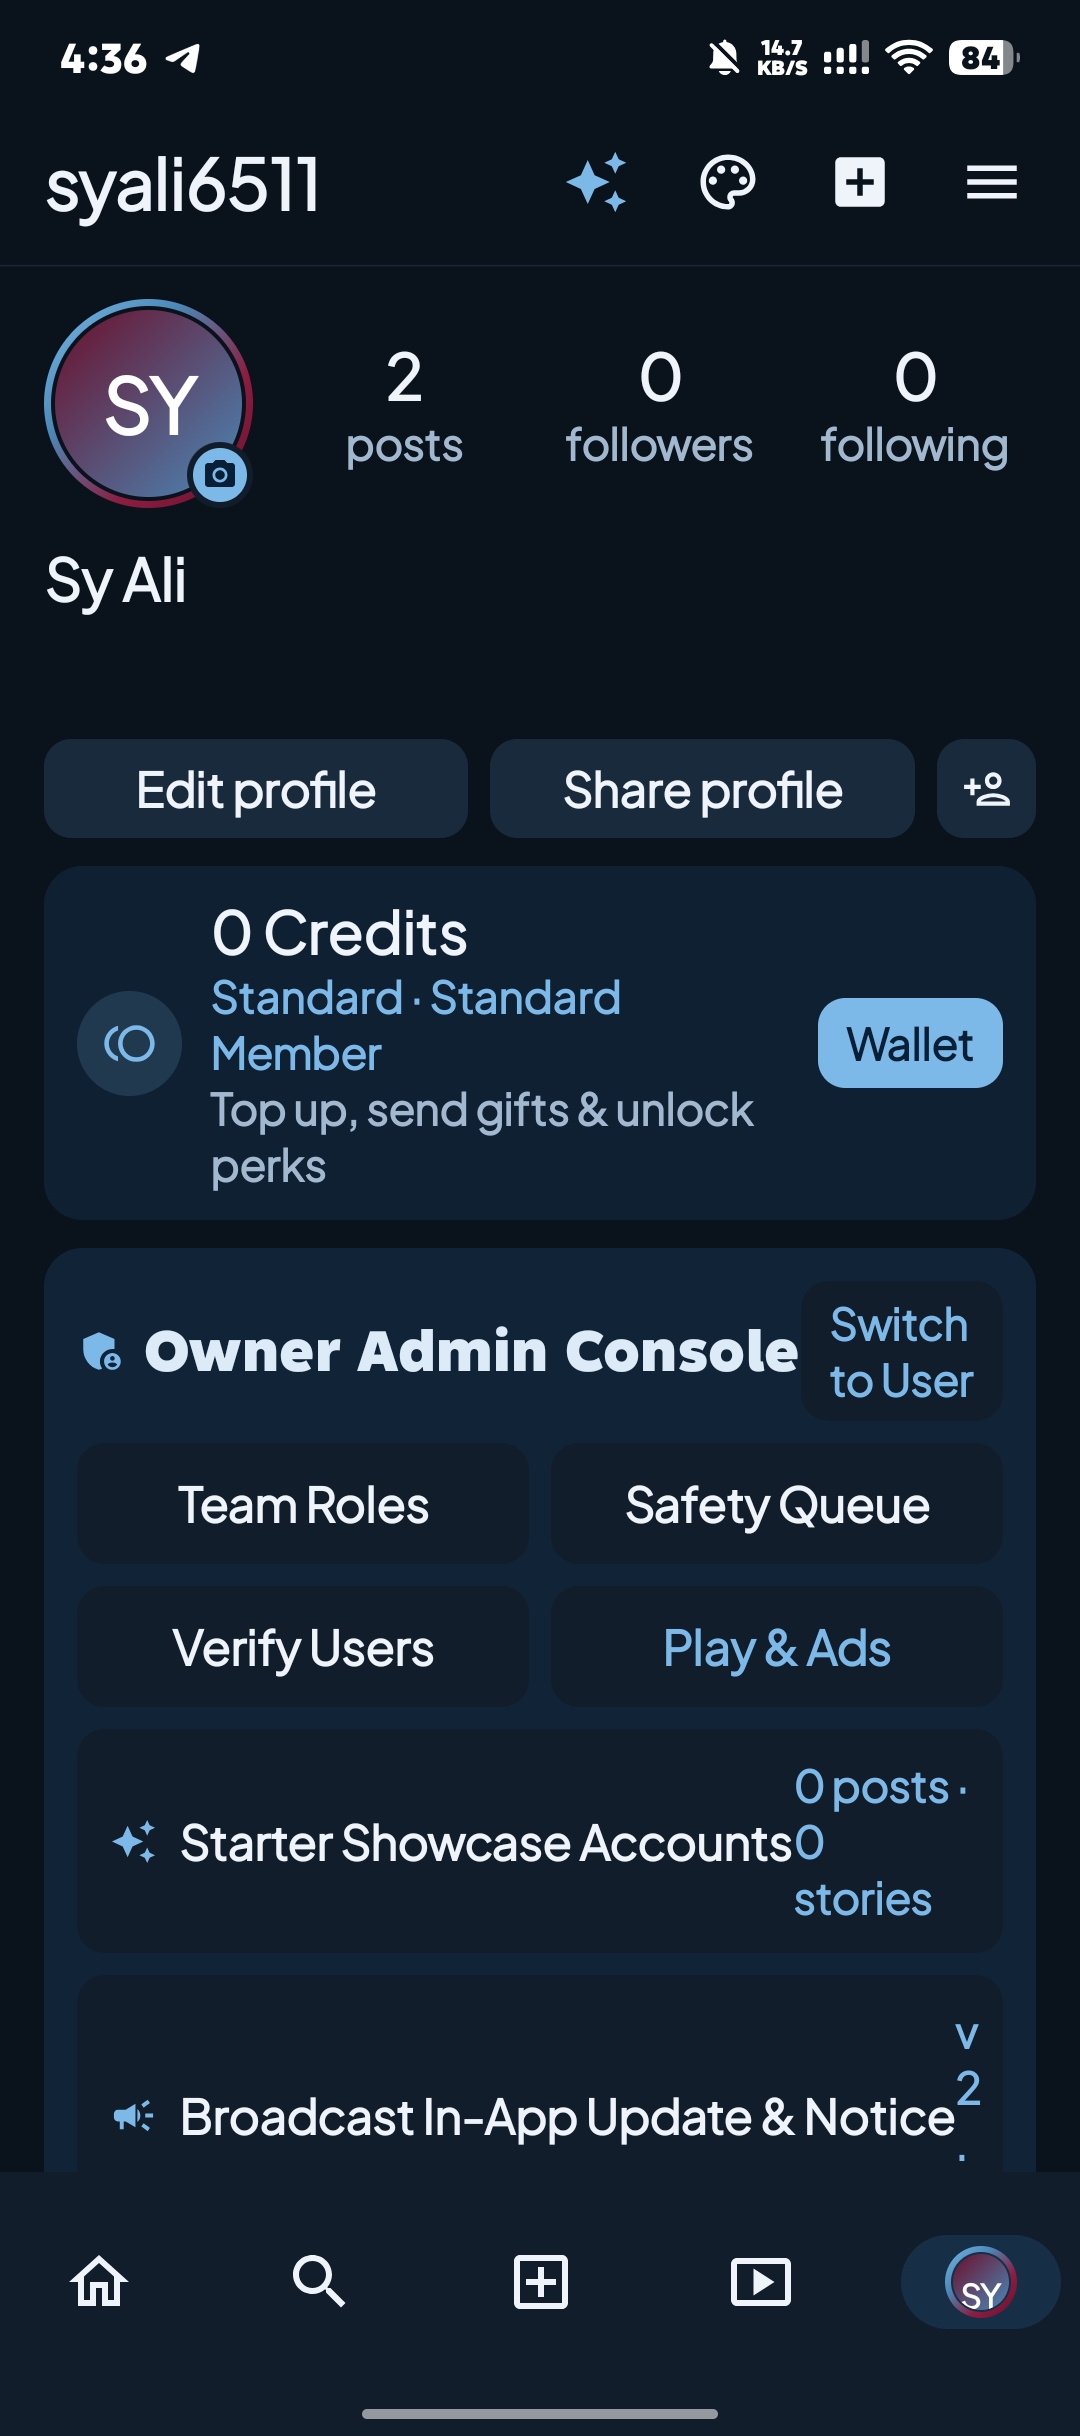 4:36
14.7
KB/S
84
syali6511
SY
2
posts
0
followers
0
following
Sy Ali
Edit profile
Share profile
0 Credits
Standard · Standard
Member
Top up, send gifts & unlock
perks
Wallet
Owner Admin Console
Switch
to User
Team Roles
Safety Queue
Verify Users
Play & Ads
Starter Showcase Accounts
0 posts ·
0
stories
Broadcast In-App Update & Notice
v
2
.
SY